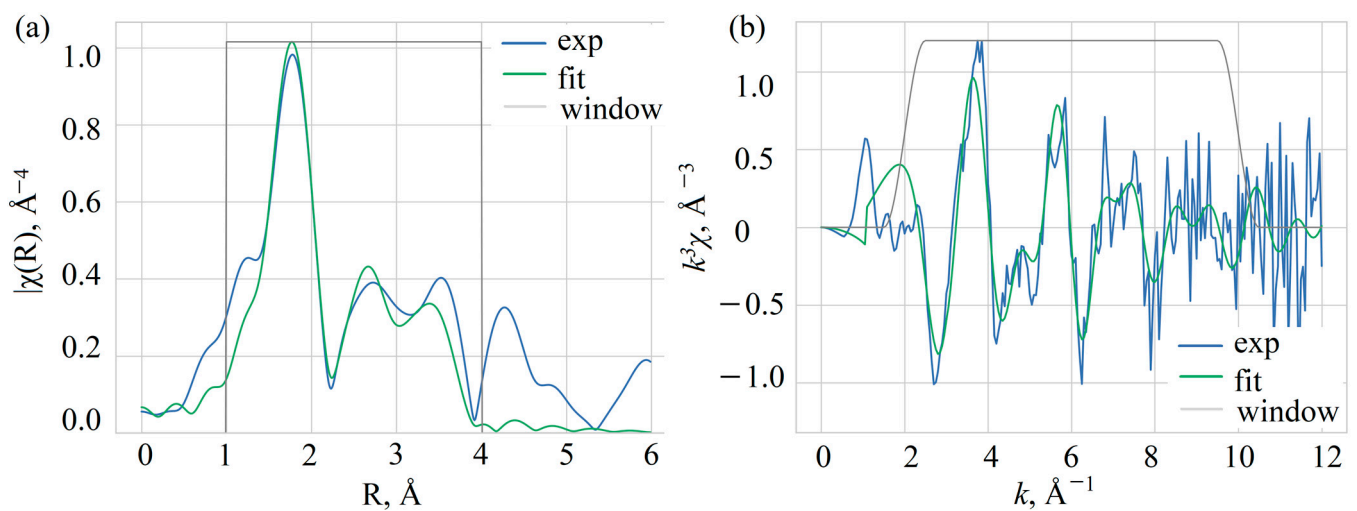 (a)
1.0
0.8
0.6
0.4
0.2
0.0
|χ(R)|, Å⁻⁴
0 1 2 3 4 5 6
R, Å
exp
fit
window
(b)
1.0
0.5
0
−0.5
−1.0
k³χ, Å⁻³
0 2 4 6 8 10 12
k, Å⁻¹
exp
fit
window